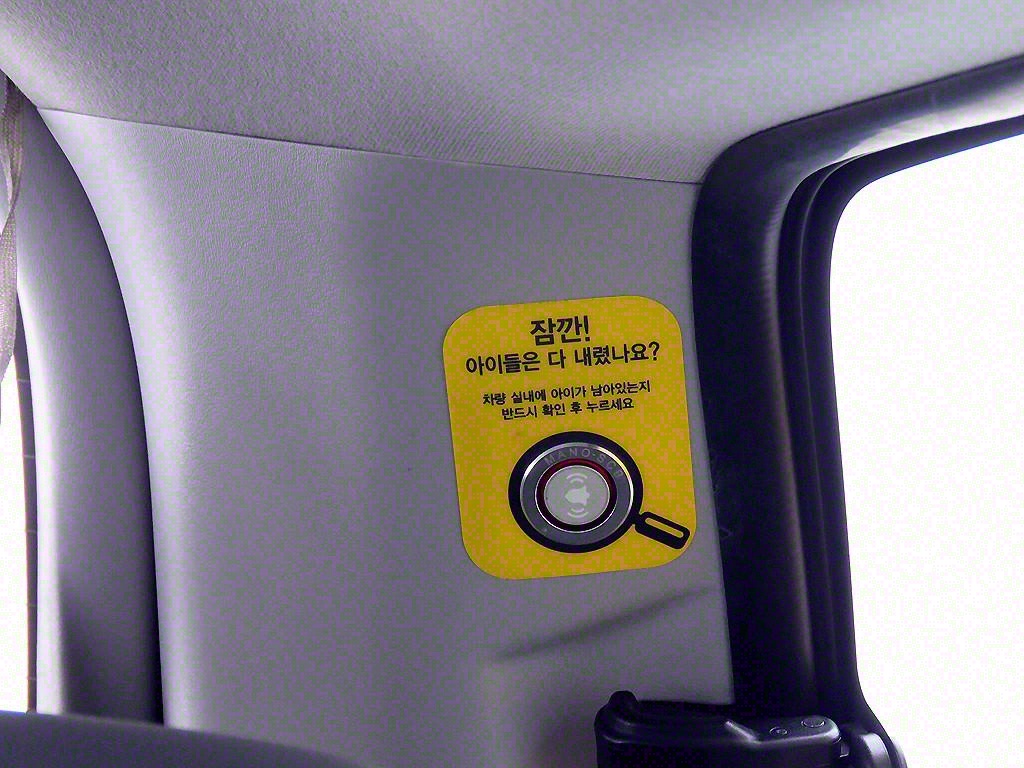 잠깐!
아이들은 다 내렸나요?
차량 실내에 아이가 남아있는지
반드시 확인 후 누르세요